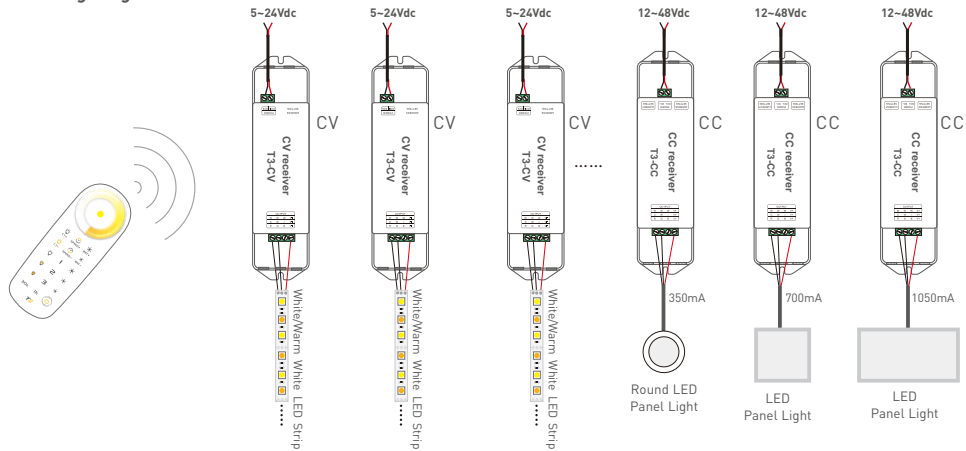 5~24Vdc
5~24Vdc
5~24Vdc
12~48Vdc
12~48Vdc
12~48Vdc
CV
CV
CV
CC
CC
CC
CV receiver
T3-CV
CV receiver
T3-CV
CV receiver
T3-CV
CC receiver
T3-CC
CC receiver
T3-CC
CC receiver
T3-CC
......
350mA
700mA
1050mA
White/Warm White LED Strip
White/Warm White LED Strip
White/Warm White LED Strip
Round LED
Panel Light
LED
Panel Light
LED
Panel Light